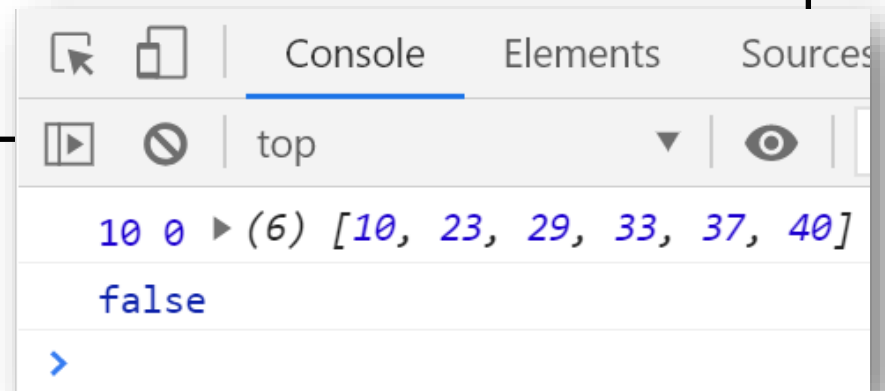 Console Elements Sources
top
10 0 (6) [10, 23, 29, 33, 37, 40]
false